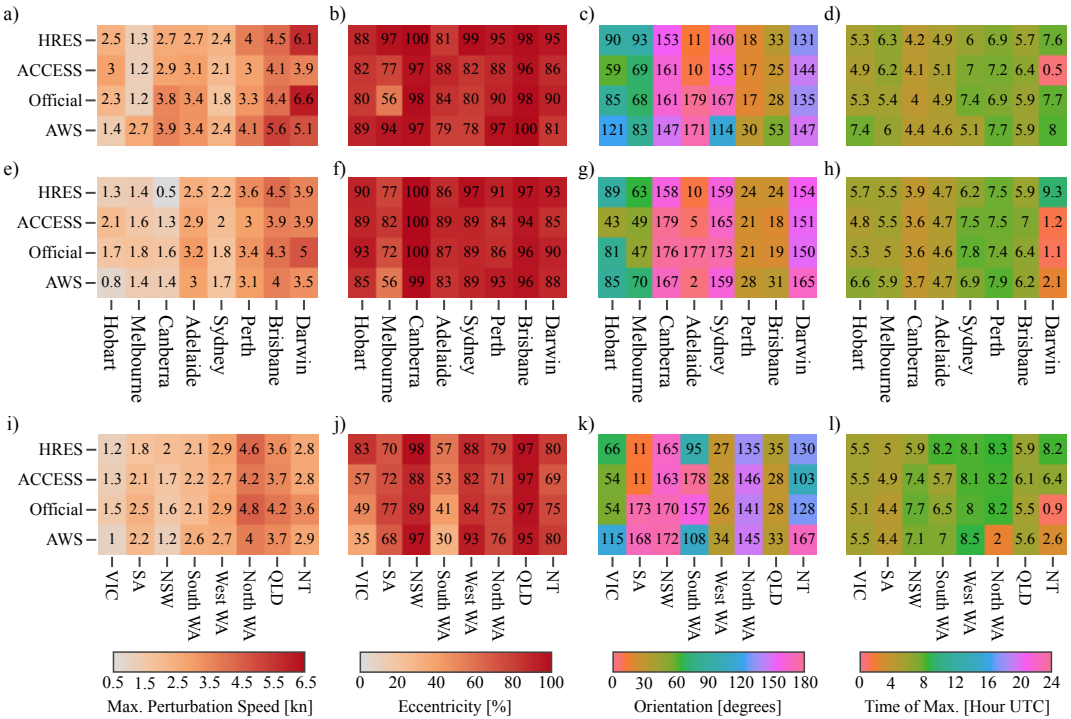 a) b) c) d)
HRES 2.5 1.3 2.7 2.7 2.4 4 4.5 6.1 88 97 100 81 99 95 98 95 90 93 153 11 160 18 33 131 5.3 6.3 4.2 4.9 6 6.9 5.7 7.6
ACCESS 3 1.2 2.9 3.1 2.1 3 4.1 3.9 82 77 97 88 88 88 96 86 59 69 161 10 155 17 25 144 4.9 6.2 4.1 5.1 7 7.2 6.4 0.5
Official 2.3 1.2 3.8 3.4 1.8 3.3 4.4 6.6 80 56 98 84 80 90 98 90 85 68 161 179 167 17 28 135 5.3 5.4 4 4.9 7.4 6.9 6.9 7.7
AWS 1.4 2.7 3.9 3.4 2.4 4.1 5.6 5.1 89 94 97 79 78 97 100 81 121 83 147 171 114 30 53 147 7.4 6 4.4 4.6 5.1 7.7 5.9 8
e) f) g) h)
HRES 1.3 1.4 0.5 2.5 2.2 3.6 4.5 3.9 90 77 100 86 97 91 97 93 89 63 158 10 159 24 24 154 5.7 5.5 3.9 4.7 6.2 7.5 5.9 9.3
ACCESS 2.1 1.6 1.3 2.9 2 3 3.9 3.9 89 82 100 89 89 84 94 85 43 49 179 5 165 21 18 151 4.8 5.5 3.6 4.7 7.5 7.5 7 1.2
Official 1.7 1.8 1.6 3.2 1.8 3.4 4.3 5 93 72 100 87 89 86 96 90 81 47 176 177 173 21 19 150 5.3 5 3.6 4.6 7.8 7.4 6.4 1.1
AWS 0.8 1.4 1.4 3 1.7 3.1 4 3.5 85 56 99 83 89 93 96 88 85 70 167 2 159 28 31 165 6.6 5.9 3.7 4.7 6.9 7.9 6.2 2.1
Hobart Melbourne Canberra Adelaide Sydney Perth Brisbane Darwin Hobart Melbourne Canberra Adelaide Sydney Perth Brisbane Darwin Hobart Melbourne Canberra Adelaide Sydney Perth Brisbane Darwin Hobart Melbourne Canberra Adelaide Sydney Perth Brisbane Darwin
i) j) k) l)
HRES 1.2 1.8 2 2.1 2.9 4.6 3.6 2.8 83 70 98 57 88 79 97 80 66 11 165 95 27 135 35 130 5.5 5 5.9 8.2 8.1 8.3 5.9 8.2
ACCESS 1.3 2.1 1.7 2.2 2.7 4.2 3.7 2.8 57 72 88 53 82 71 97 69 54 11 163 178 28 146 28 103 5.5 4.9 7.4 5.7 8.1 8.2 6.1 6.4
Official 1.5 2.5 1.6 2.1 2.9 4.8 4.2 3.6 49 77 89 41 84 75 97 75 54 173 170 157 26 141 28 128 5.1 4.4 7.7 6.5 8 8.2 5.5 0.9
AWS 1 2.2 1.2 2.6 2.7 4 3.7 2.9 35 68 97 30 93 76 95 80 115 168 172 108 34 145 33 167 5.5 4.4 7.1 7 8.5 2 5.6 2.6
VIC SA NSW South WA West WA North WA QLD NT VIC SA NSW South WA West WA North WA QLD NT VIC SA NSW South WA West WA North WA QLD NT VIC SA NSW South WA West WA North WA QLD NT
0.5 1.5 2.5 3.5 4.5 5.5 6.5 0 20 40 60 80 100 0 30 60 90 120 150 180 0 4 8 12 16 20 24
Max. Perturbation Speed [kn] Eccentricity [%] Orientation [degrees] Time of Max. [Hour UTC]